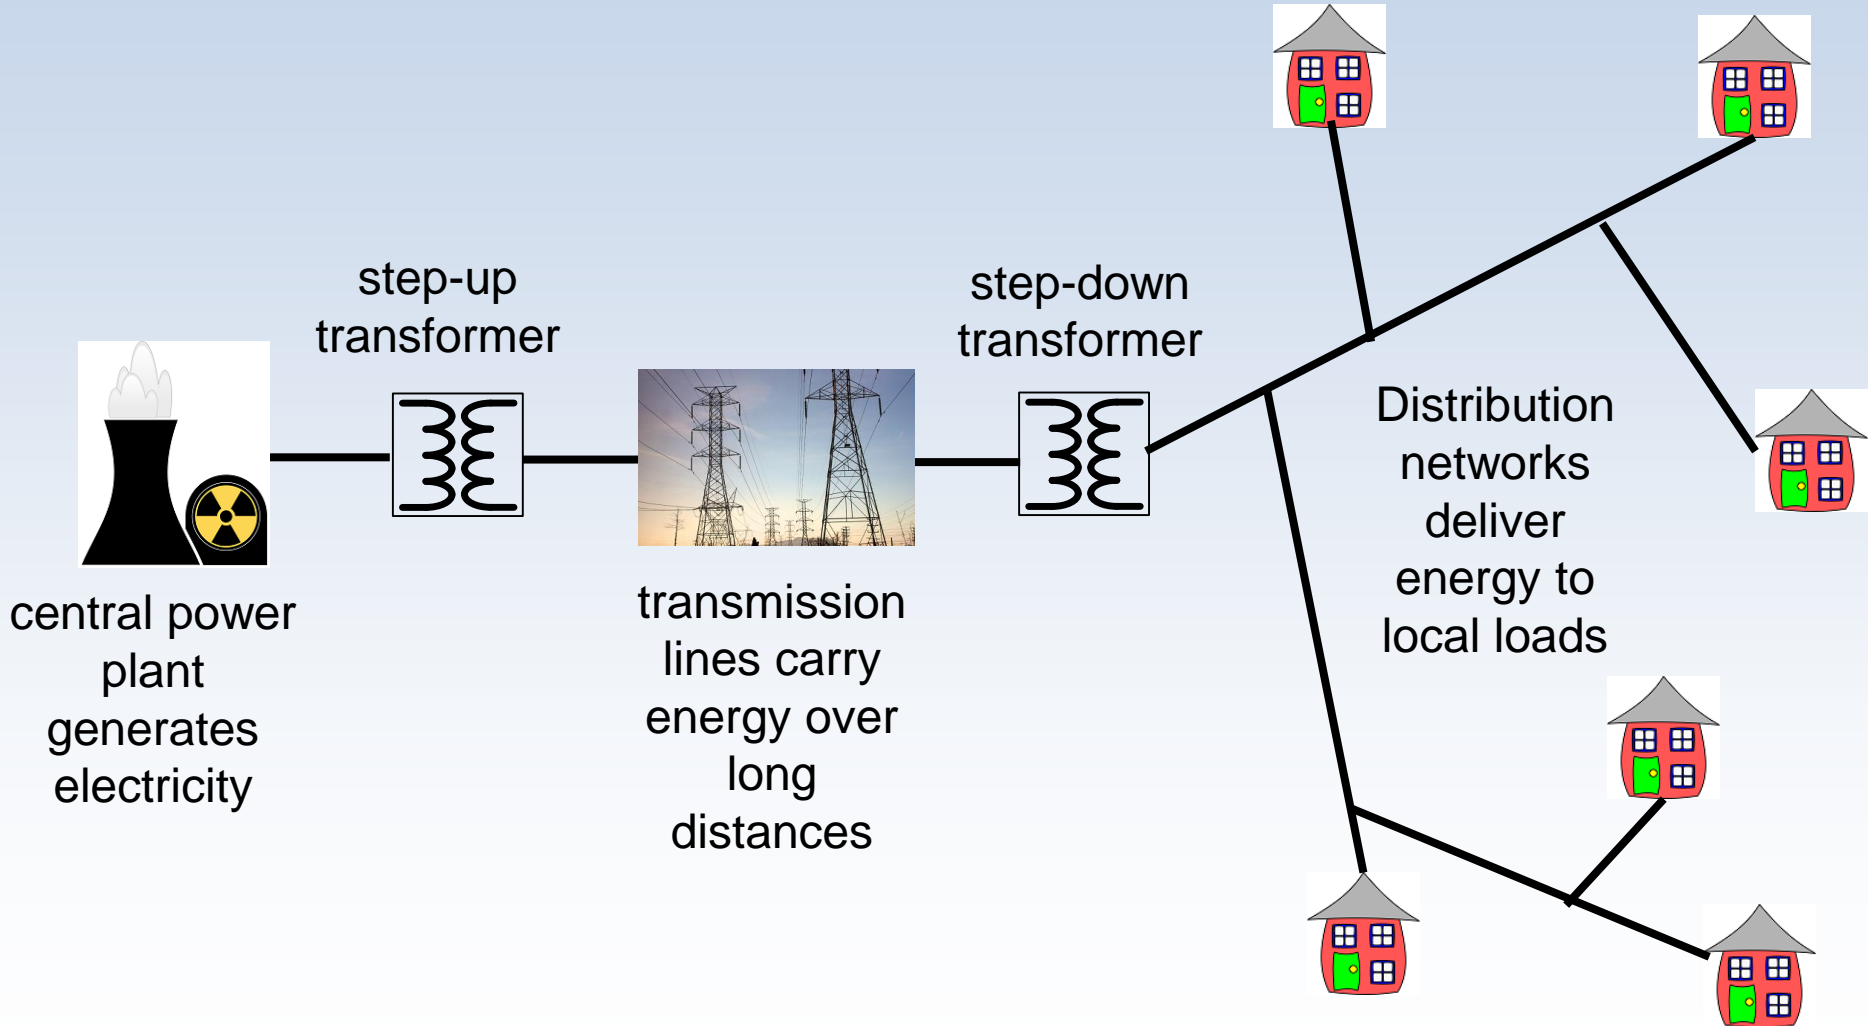 step-up
transformer
step-down
transformer
central power
plant
generates
electricity
transmission
lines carry
energy over
long
distances
Distribution
networks
deliver
energy to
local loads